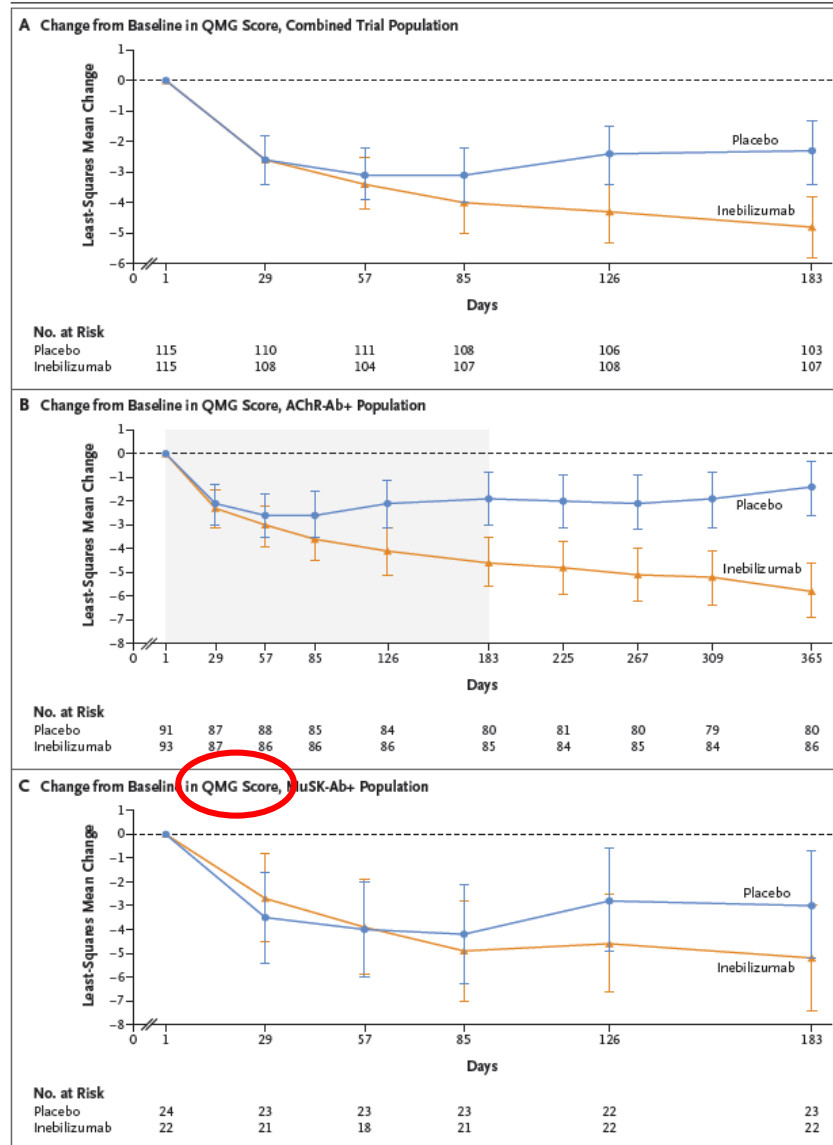 A Change from Baseline in QMG Score, Combined Trial Population
Least-Squares Mean Change
1
0
−1
−2
−3
−4
−5
−6
Placebo
Inebilizumab
0 1 29 57 85 126 183
Days
No. at Risk
Placebo 115 110 111 108 106 103
Inebilizumab 115 108 104 107 108 107
B Change from Baseline in QMG Score, AChR-Ab+ Population
Least-Squares Mean Change
1
0
−1
−2
−3
−4
−5
−6
−7
−8
Placebo
Inebilizumab
0 1 29 57 85 126 183 225 267 309 365
Days
No. at Risk
Placebo 91 87 88 85 84 80 81 80 79 80
Inebilizumab 93 87 86 86 86 85 84 85 84 86
C Change from Baseline in QMG Score, MuSK-Ab+ Population
Least-Squares Mean Change
1
0
−1
−2
−3
−4
−5
−6
−7
−8
Placebo
Inebilizumab
0 1 29 57 85 126 183
Days
No. at Risk
Placebo 24 23 23 23 22 23
Inebilizumab 22 21 18 21 22 22